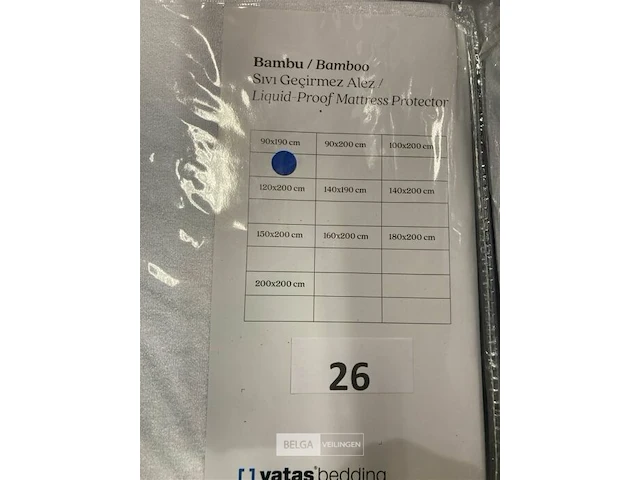 Bambu / Bamboo
Sıvı Geçirmez Alez /
Liquid-Proof Mattress Protector
90x190 cm 90x200 cm 100x200 cm
120x200 cm 140x190 cm 140x200 cm
150x200 cm 160x200 cm 180x200 cm
200x200 cm
26
BELGA VEILINGEN
yataş bedding